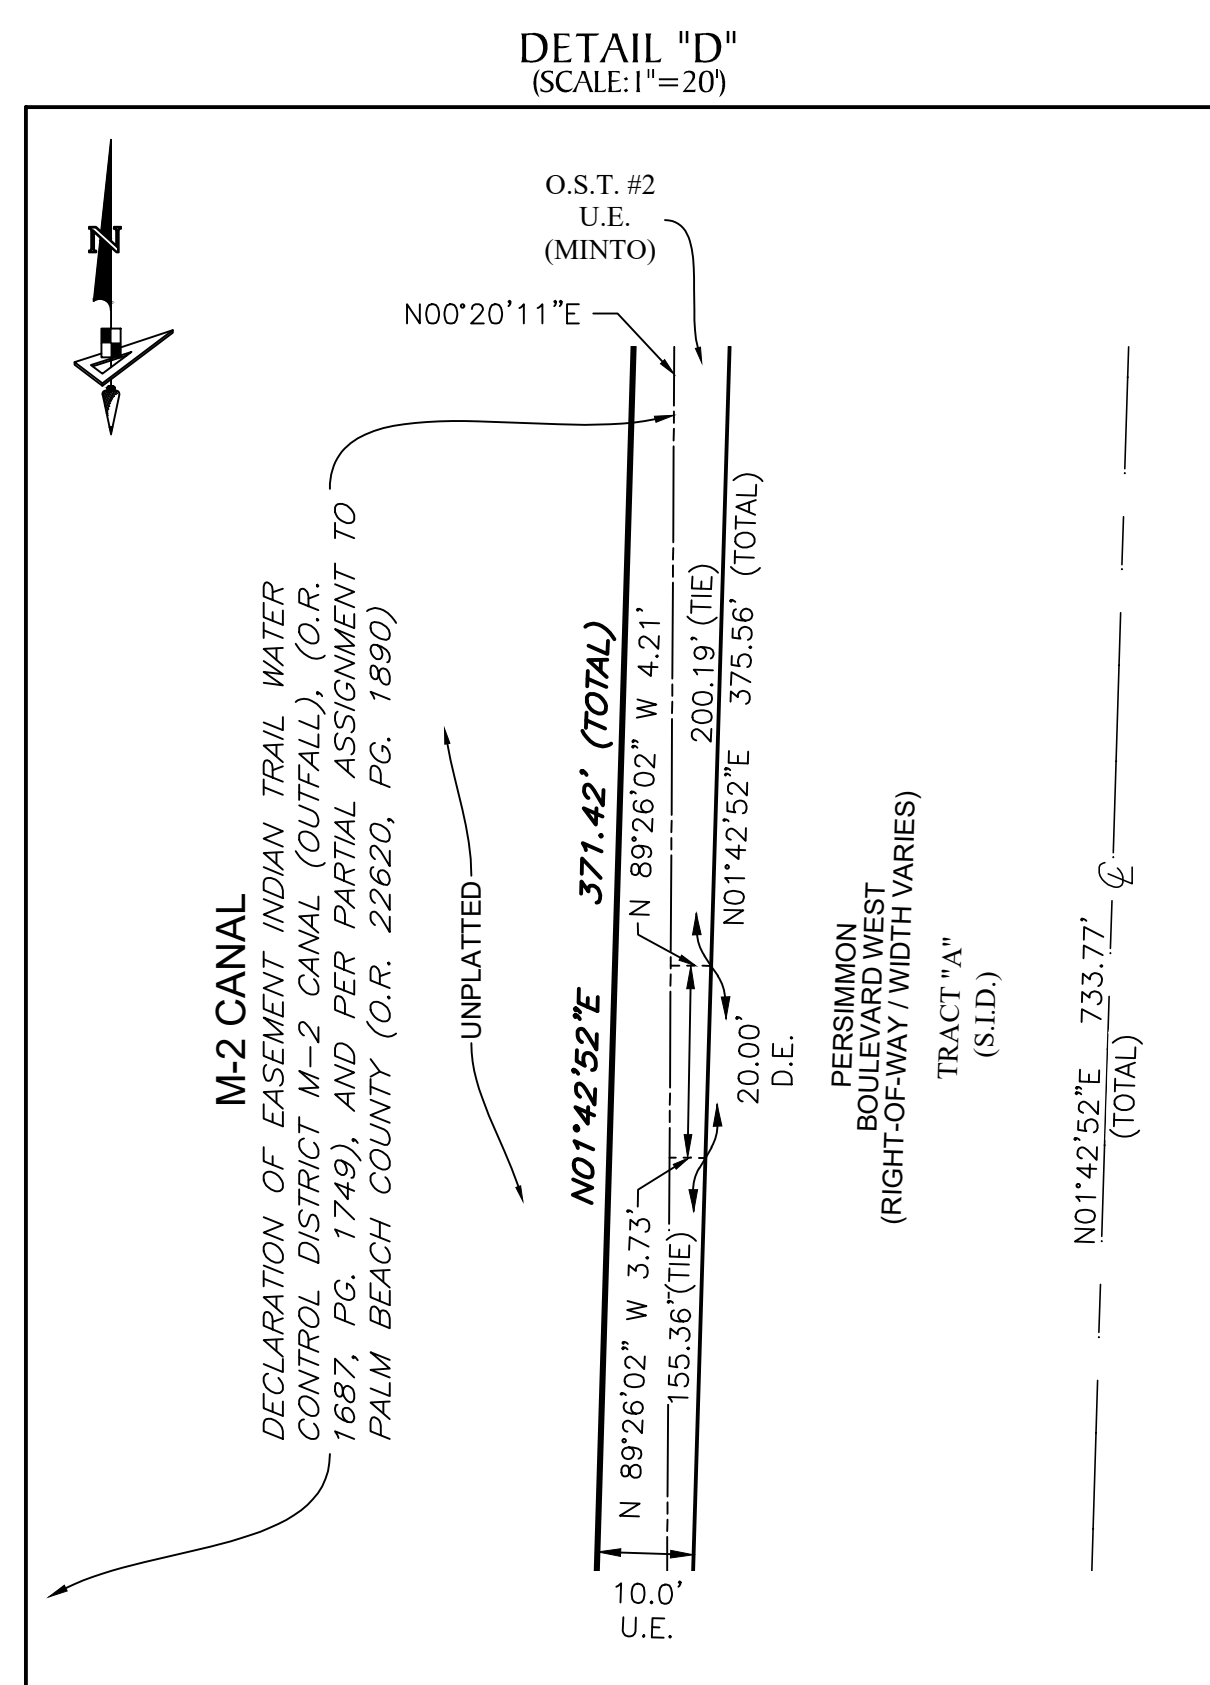 DETAIL "D"
(SCALE:1"=20')
N
O.S.T. #2
U.E.
(MINTO)
N00°20'11"E
M-2 CANAL
DECLARATION OF EASEMENT INDIAN TRAIL WATER
CONTROL DISTRICT M-2 CANAL (OUTFALL), (O.R.
1687, PG. 1749), AND PER PARTIAL ASSIGNMENT TO
PALM BEACH COUNTY (O.R. 22620, PG. 1890)
UNPLATTED
N01°42'52"E 371.42' (TOTAL)
N 89°26'02" W 4.21'
N 89°26'02" W 3.73'
200.19' (TIE)
155.36' (TIE)
N01°42'52"E 375.56' (TOTAL)
20.00'
D.E.
PERSIMMON
BOULEVARD WEST
(RIGHT-OF-WAY / WIDTH VARIES)
TRACT "A"
(S.I.D.)
N01°42'52"E 733.77'
(TOTAL)
℄
10.0'
U.E.